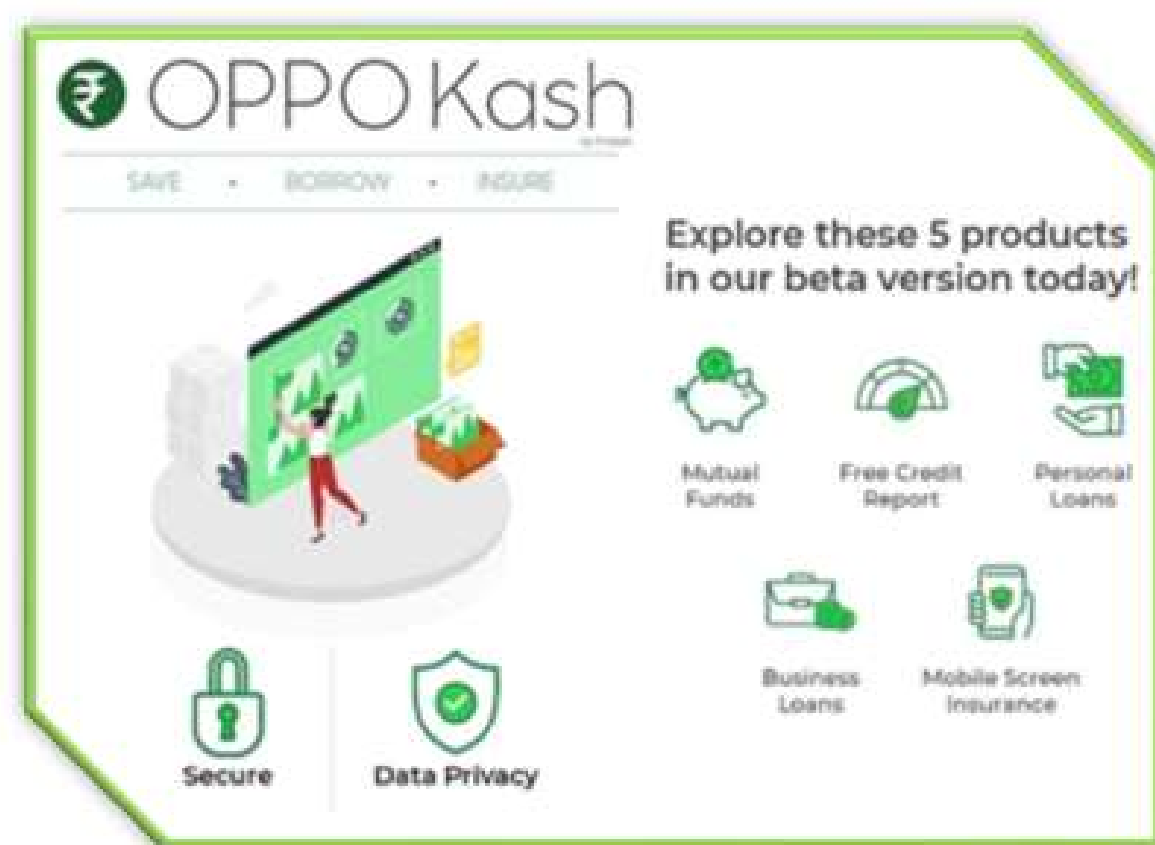 ₹ OPPO Kash
SAVE • BORROW • INSURE
Explore these 5 products
in our beta version today!
Mutual
Funds
Free Credit
Report
Personal
Loans
Business
Loans
Mobile Screen
Insurance
Secure
Data Privacy